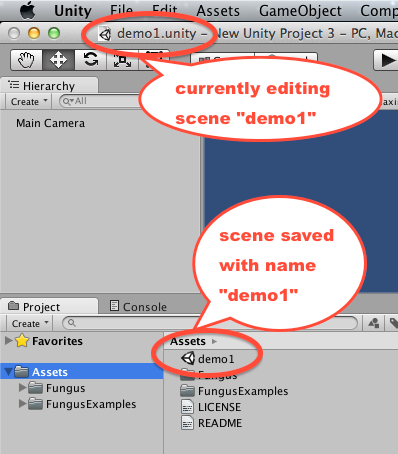 Unity File Edit Assets GameObject Comp
demo1.unity – New Unity Project 3 – PC, Mac
Hierarchy
Create All
Main Camera
currently editing
scene "demo1"
scene saved
with name
"demo1"
Project Console
Create
Favorites
Assets
Fungus
FungusExamples
Assets
demo1
Fungus
FungusExamples
LICENSE
README